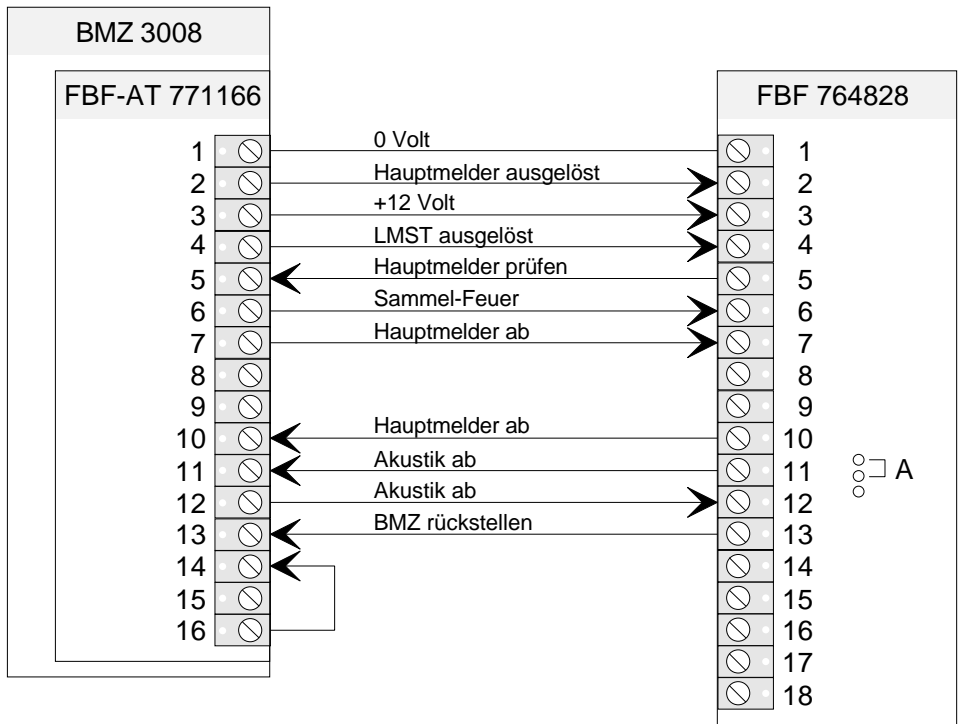 BMZ 3008
FBF-AT 771166
FBF 764828
1 0 Volt 1
2 Hauptmelder ausgelöst 2
3 +12 Volt 3
4 LMST ausgelöst 4
5 Hauptmelder prüfen 5
6 Sammel-Feuer 6
7 Hauptmelder ab 7
8 8
9 9
10 Hauptmelder ab 10
11 Akustik ab 11 A
12 Akustik ab 12
13 BMZ rückstellen 13
14 14
15 15
16 16
17
18